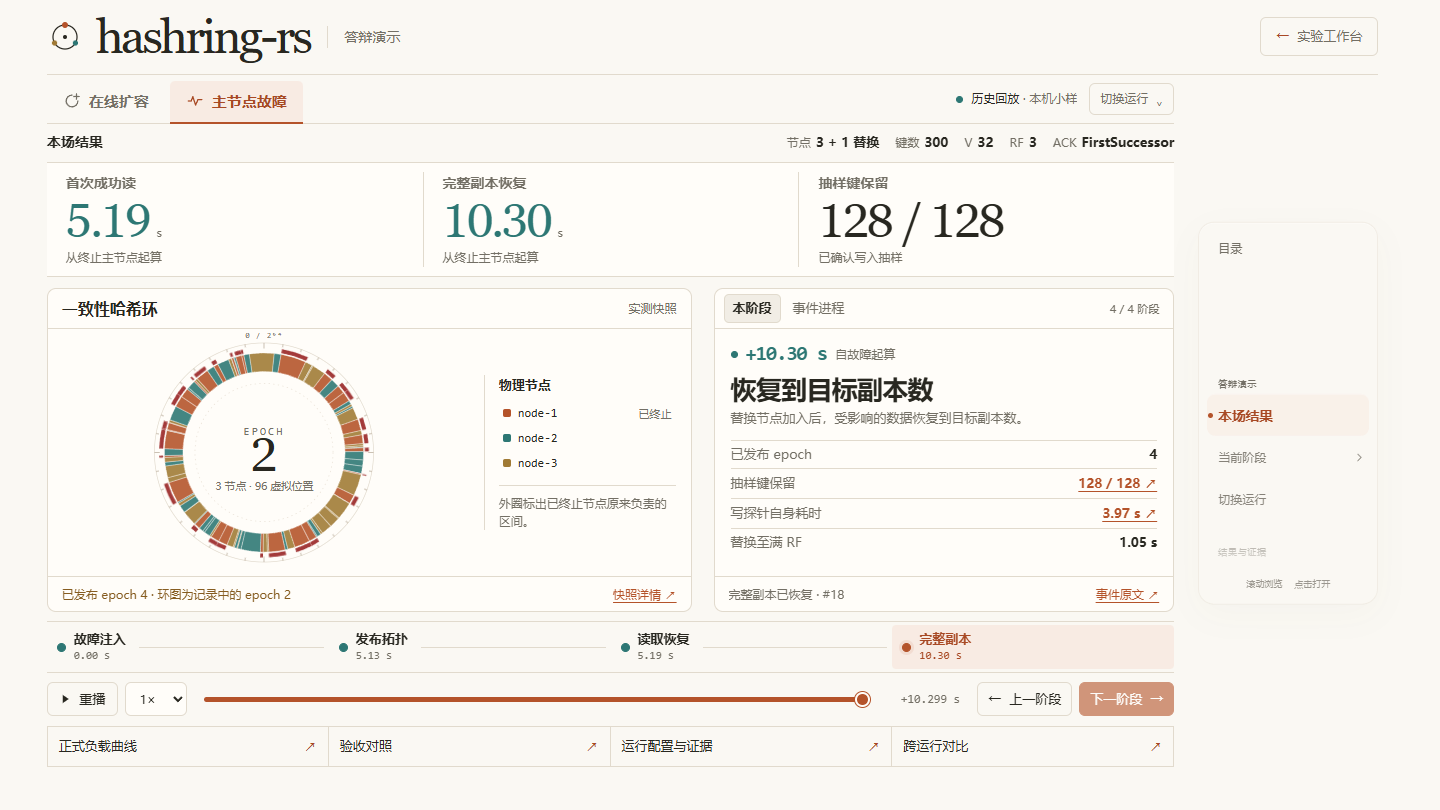 hashring-rs 答辩演示
← 实验工作台
在线扩容 主节点故障 历史回放 · 本机小样 切换运行
本场结果 节点 3 + 1 替换 键数 300 V 32 RF 3 ACK FirstSuccessor
首次成功读
5.19 s
从终止主节点起算
完整副本恢复
10.30 s
从终止主节点起算
抽样键保留
128 / 128
已确认写入抽样
一致性哈希环 实测快照
0 / 2⁶⁴
EPOCH
2
3 节点 · 96 虚拟位置
物理节点
node-1 已终止
node-2
node-3
外圈标出已终止节点原来负责的
区间。
已发布 epoch 4 · 环图为记录中的 epoch 2 快照详情 ↗
本阶段 事件进程 4 / 4 阶段
+10.30 s 自故障起算
恢复到目标副本数
替换节点加入后，受影响的数据恢复到目标副本数。
已发布 epoch 4
抽样键保留 128 / 128 ↗
写探针自身耗时 3.97 s ↗
替换至满 RF 1.05 s
完整副本已恢复 · #18 事件原文 ↗
故障注入
0.00 s
发布拓扑
5.13 s
读取恢复
5.19 s
完整副本
10.30 s
重播 1× +10.299 s ← 上一阶段 下一阶段 →
正式负载曲线 ↗ 验收对照 ↗ 运行配置与证据 ↗ 跨运行对比 ↗
目录
答辩演示
本场结果
当前阶段
切换运行
结果与证据
滚动浏览 点击打开